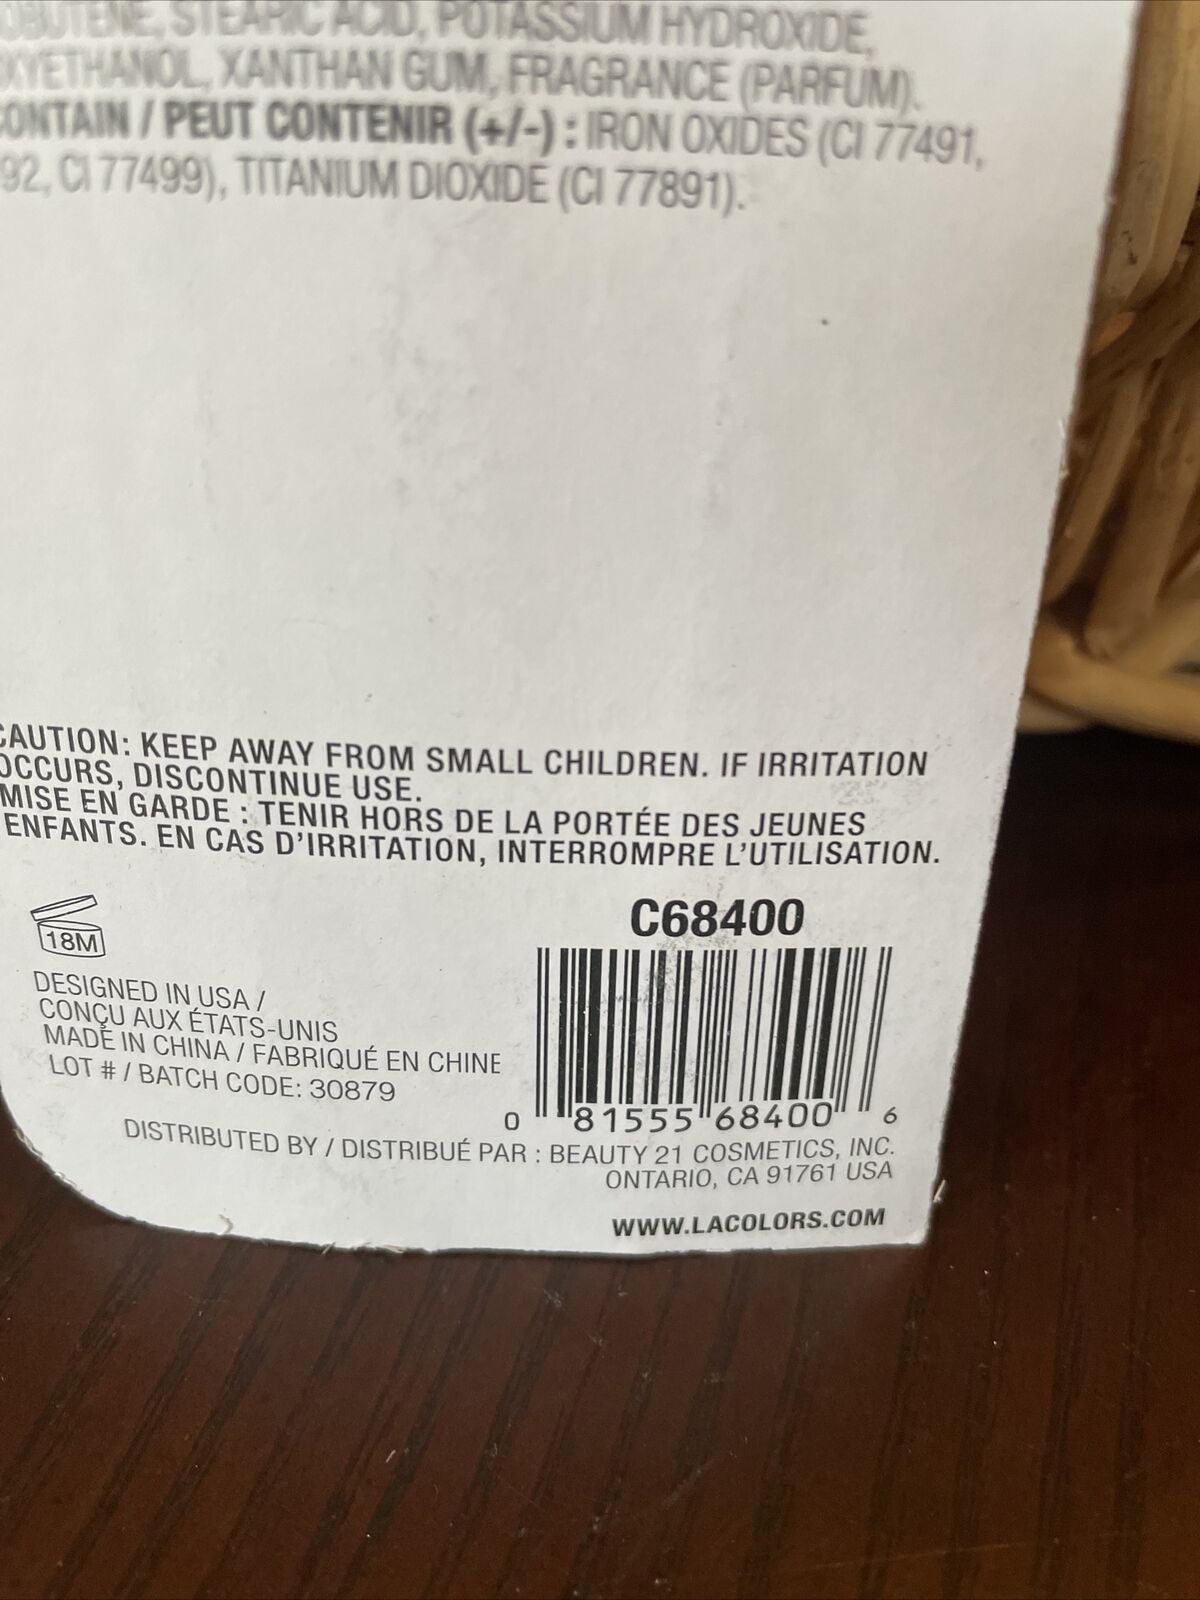 OBUTENE, STEARIC ACID, POTASSIUM HYDROXIDE,
OXYETHANOL, XANTHAN GUM, FRAGRANCE (PARFUM).
CONTAIN / PEUT CONTENIR (+/-) : IRON OXIDES (CI 77491,
92, CI 77499), TITANIUM DIOXIDE (CI 77891).
CAUTION: KEEP AWAY FROM SMALL CHILDREN. IF IRRITATION
OCCURS, DISCONTINUE USE.
MISE EN GARDE : TENIR HORS DE LA PORTÉE DES JEUNES
ENFANTS. EN CAS D'IRRITATION, INTERROMPRE L'UTILISATION.
C68400
18M
DESIGNED IN USA /
CONÇU AUX ÉTATS-UNIS
MADE IN CHINA / FABRIQUÉ EN CHINE
LOT # / BATCH CODE: 30879
0 81555 68400 6
DISTRIBUTED BY / DISTRIBUÉ PAR : BEAUTY 21 COSMETICS, INC.
ONTARIO, CA 91761 USA
WWW.LACOLORS.COM